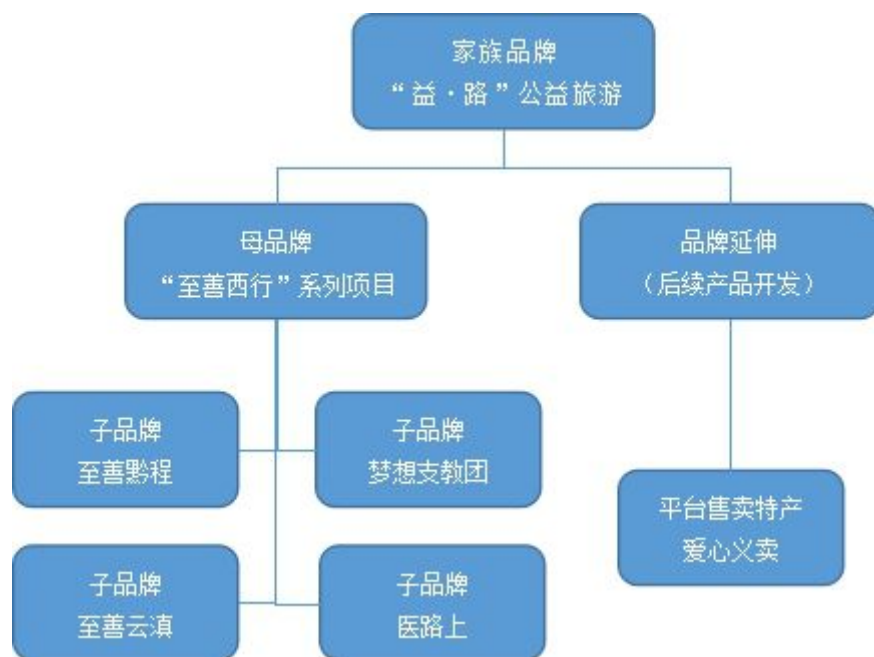 家族品牌
“益·路”公益旅游
母品牌
“至善西行”系列项目
品牌延伸
（后续产品开发）
子品牌
至善黔程
子品牌
梦想支教团
平台售卖特产
爱心义卖
子品牌
至善云滇
子品牌
医路上